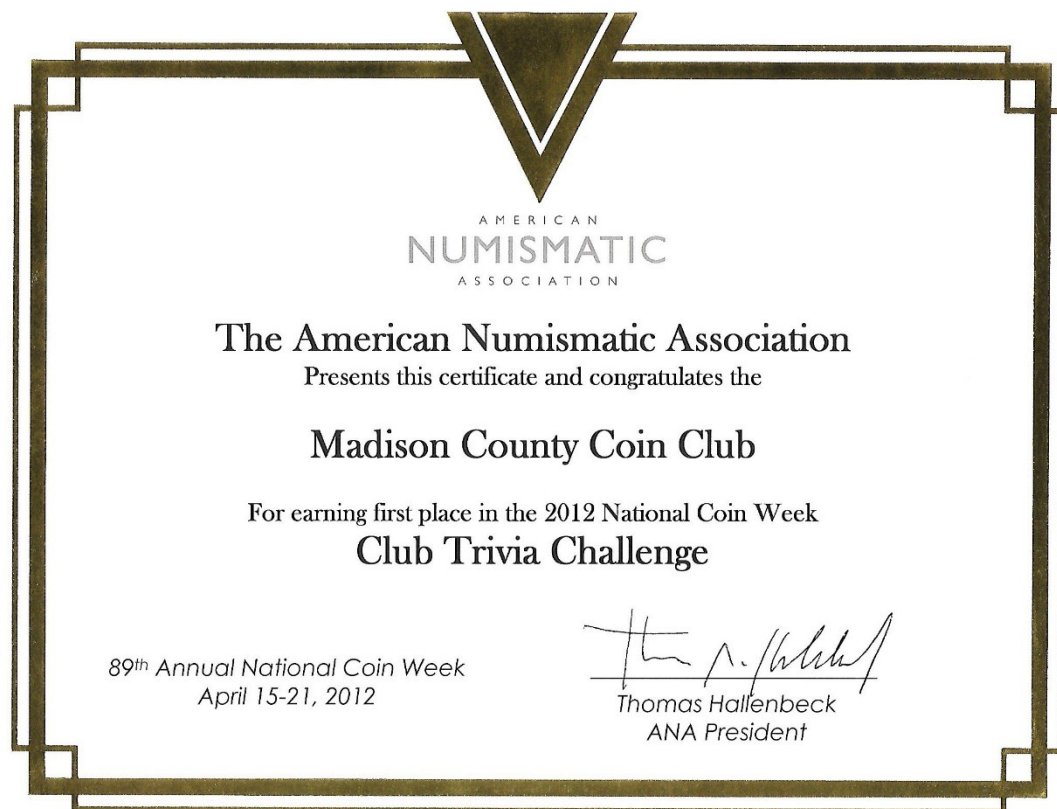 AMERICAN
NUMISMATIC
ASSOCIATION
The American Numismatic Association
Presents this certificate and congratulates the
Madison County Coin Club
For earning first place in the 2012 National Coin Week
Club Trivia Challenge
89th Annual National Coin Week
April 15-21, 2012
Thomas Hallenbeck
ANA President